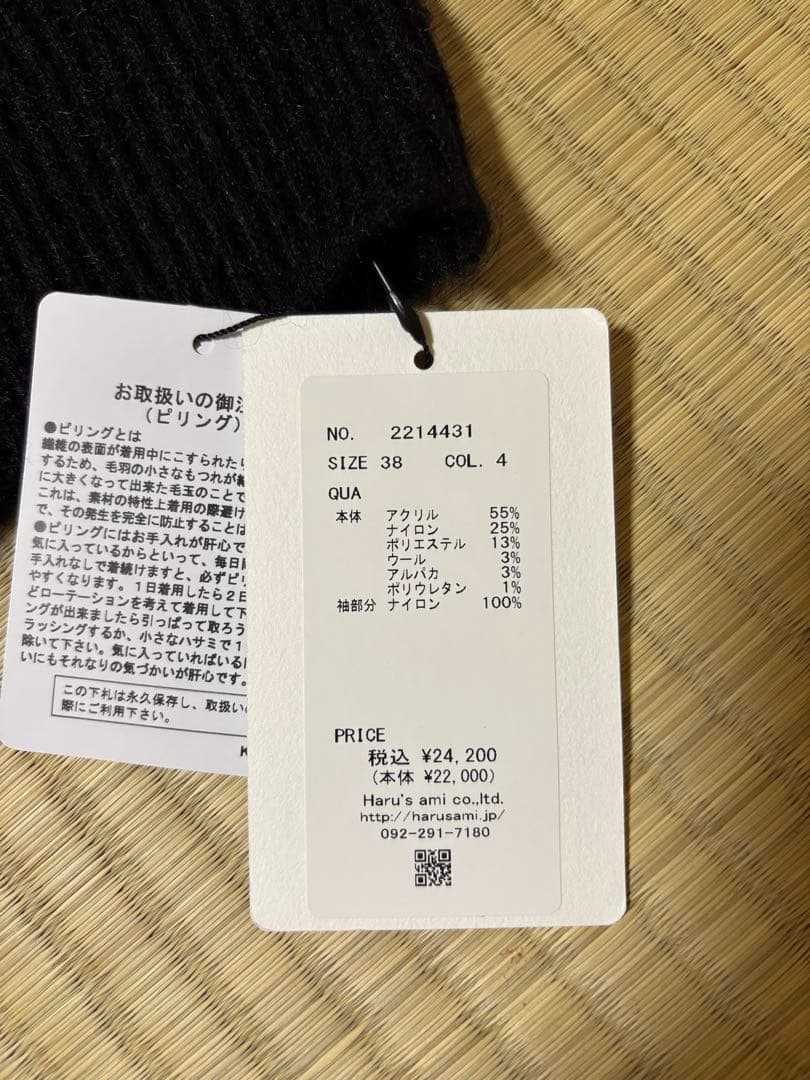 お取扱いの御
(ピリング)
●ピリングとは
繊維の表面が着用中にこすられたり
するため、毛羽の小さなもつれが
に大きくなって出来た毛玉のことで
これは、素材の特性上着用の際避け
で、その発生を完全に防止することは
●ピリングにはお手入れが肝心で
気に入っているからといって、毎日
手入れなしで着続けますと、必ずピリ
やすくなります。1日着用したら2日
どローテーションを考えて着用して下
ングが出来ましたら引っぱって取ろう
ラッシングするか、小さなハサミで1
除いて下さい。気に入っていればいる
いにもそれなりの気づかいが肝心です。
この下札は永久保存し、取扱い
際にご利用下さい。
K
NO. 2214431
SIZE 38 COL. 4
QUA
本体 アクリル 55%
ナイロン 25%
ポリエステル 13%
ウール 3%
アルパカ 3%
ポリウレタン 1%
袖部分 ナイロン 100%
PRICE
税込 ¥24,200
(本体 ¥22,000)
Haru's ami co.,ltd.
http://harusami.jp/
092-291-7180